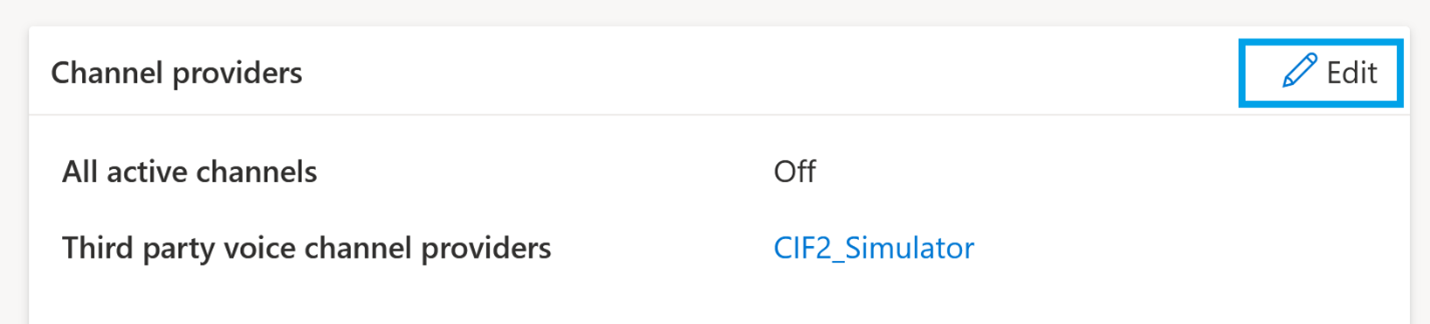 Channel providers
Edit
All active channels
Off
Third party voice channel providers
CIF2_Simulator